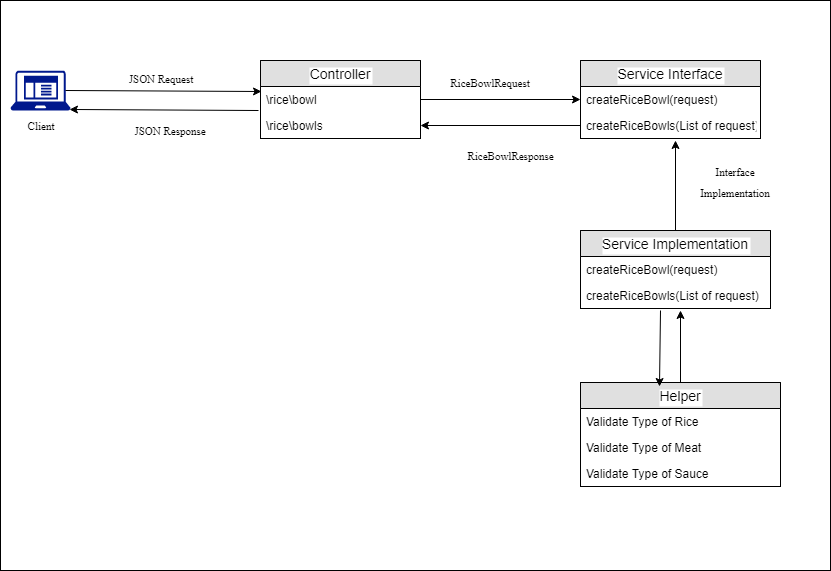 JSON Request
JSON Response
Client
Controller
\rice\bowl
\rice\bowls
RiceBowlRequest
RiceBowlResponse
Service Interface
createRiceBowl(request)
createRiceBowls(List of request)
Interface
Implementation
Service Implementation
createRiceBowl(request)
createRiceBowls(List of request)
Helper
Validate Type of Rice
Validate Type of Meat
Validate Type of Sauce